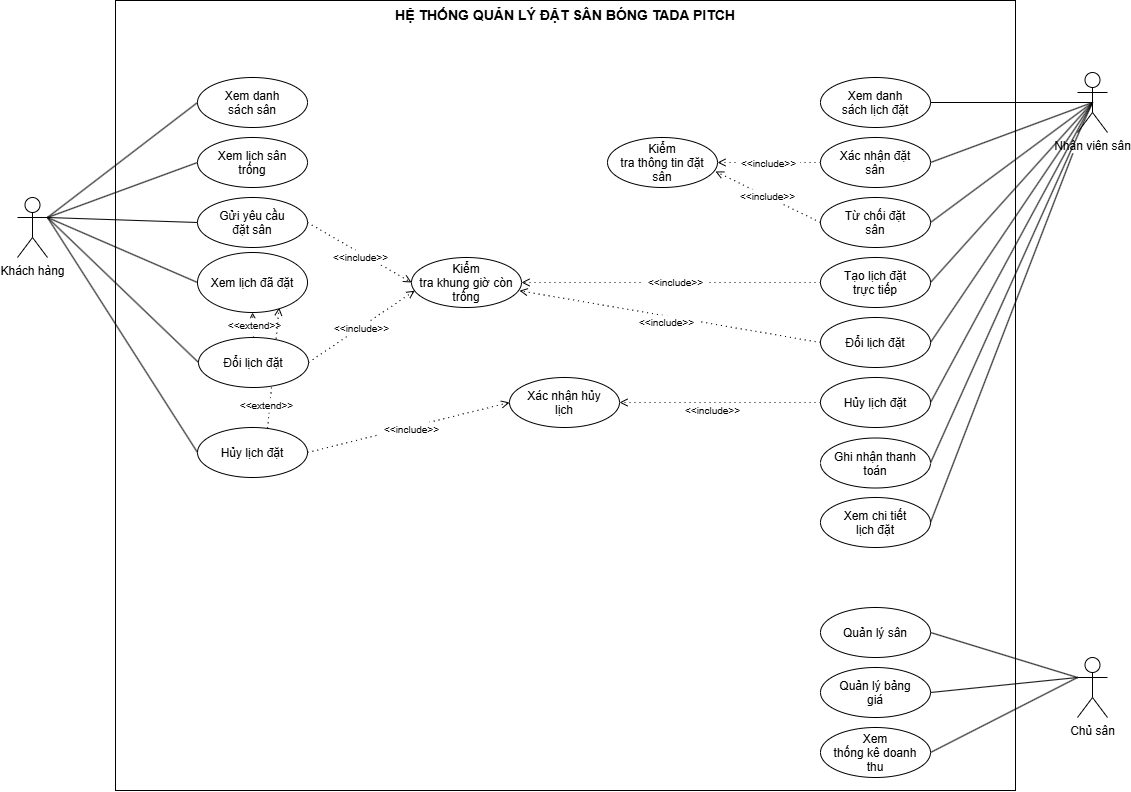 HỆ THỐNG QUẢN LÝ ĐẶT SÂN BÓNG TADA PITCH
Xem danh
sách sân
Xem lịch sân
trống
Gửi yêu cầu
đặt sân
Xem lịch đã đặt
<<extend>>
Đổi lịch đặt
<<extend>>
Hủy lịch đặt
Khách hàng
<<include>>
Kiểm
tra khung giờ còn
trống
<<include>>
<<include>>
<<include>>
Xác nhận hủy
lịch
<<include>>
<<include>>
Kiểm
tra thông tin đặt
sân
<<include>>
<<include>>
Xem danh
sách lịch đặt
Xác nhận đặt
sân
Từ chối đặt
sân
Tạo lịch đặt
trực tiếp
Đổi lịch đặt
Hủy lịch đặt
Ghi nhận thanh
toán
Xem chi tiết
lịch đặt
Nhân viên sân
Quản lý sân
Quản lý bảng
giá
Xem
thống kê doanh
thu
Chủ sân